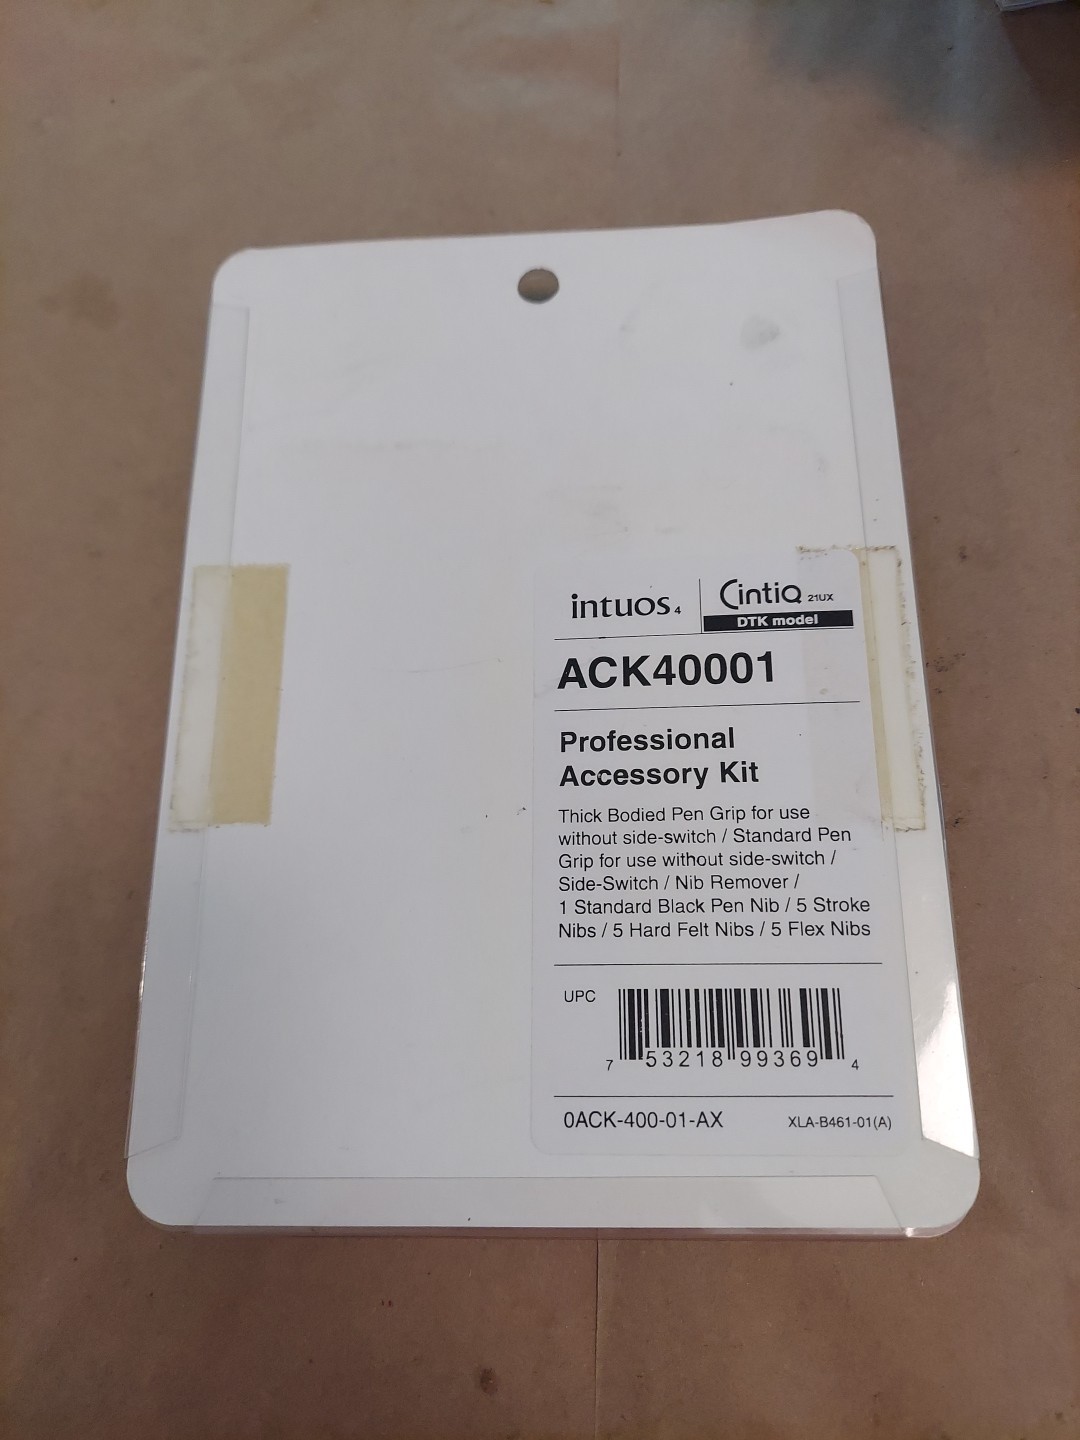 intuos4
Cintiq 21UX
DTK model
ACK40001
Professional
Accessory Kit
Thick Bodied Pen Grip for use
without side-switch / Standard Pen
Grip for use without side-switch /
Side-Switch / Nib Remover /
1 Standard Black Pen Nib / 5 Stroke
Nibs / 5 Hard Felt Nibs / 5 Flex Nibs
UPC
7 53218 99369 4
0ACK-400-01-AX XLA-B461-01(A)